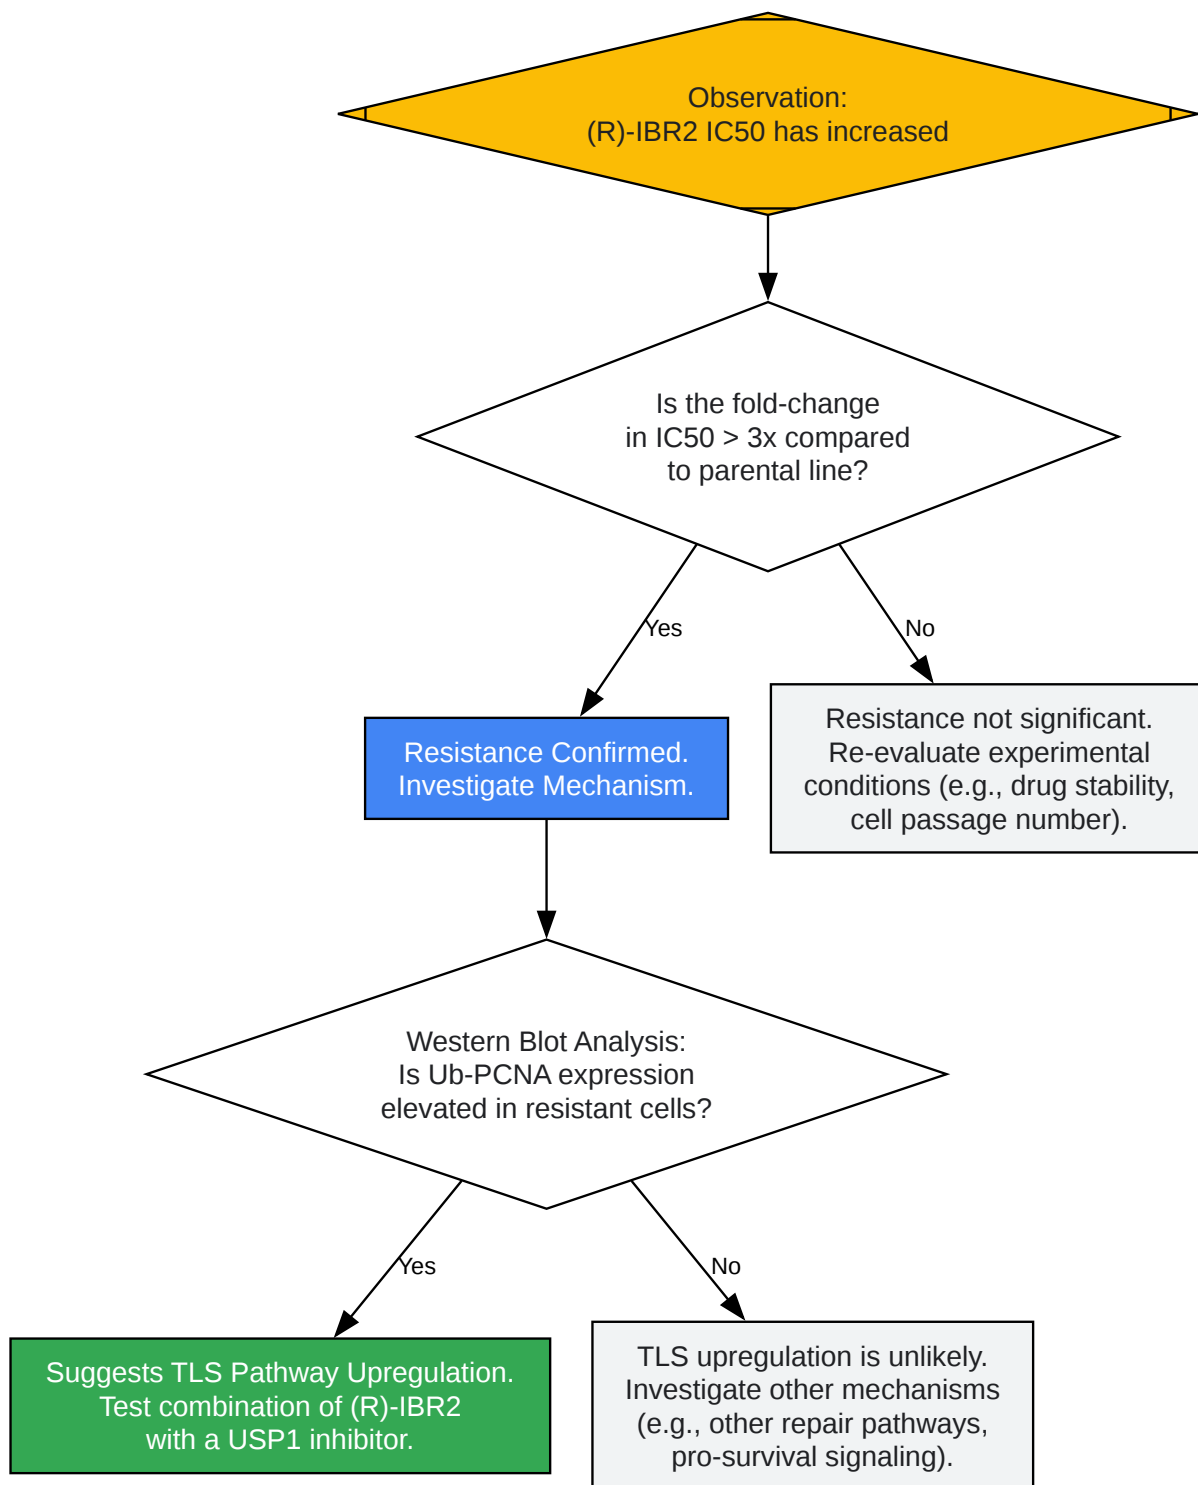 Observation:
(R)-IBR2 IC50 has increased
Is the fold-change
in IC50 > 3x compared
to parental line?
Yes
No
Resistance Confirmed.
Investigate Mechanism.
Resistance not significant.
Re-evaluate experimental
conditions (e.g., drug stability,
cell passage number).
Western Blot Analysis:
Is Ub-PCNA expression
elevated in resistant cells?
Yes
No
Suggests TLS Pathway Upregulation.
Test combination of (R)-IBR2
with a USP1 inhibitor.
TLS upregulation is unlikely.
Investigate other mechanisms
(e.g., other repair pathways,
pro-survival signaling).